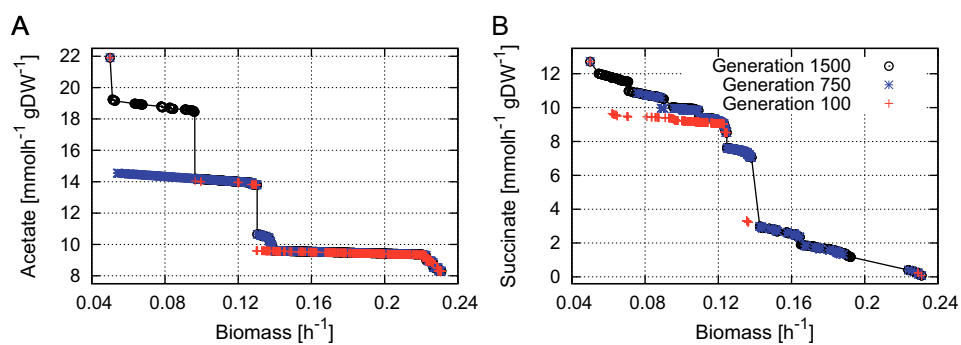 A
Acetate [mmolh⁻¹ gDW⁻¹]
22
20
18
16
14
12
10
8
0.04 0.08 0.12 0.16 0.20 0.24
Biomass [h⁻¹]
B
Succinate [mmolh⁻¹ gDW⁻¹]
Generation 1500
Generation 750
Generation 100
12
10
8
6
4
2
0
0.04 0.08 0.12 0.16 0.20 0.24
Biomass [h⁻¹]